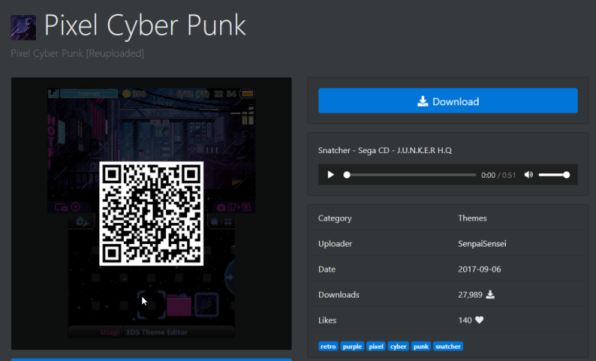 Pixel Cyber Punk
Pixel Cyber Punk [Reuploaded]
Download
Snatcher - Sega CD - J.U.N.K.E.R H.Q
0:00 / 0:51
Category Themes
Uploader SenpaiSensei
Date 2017-09-06
Downloads 27,989
Likes 140
retro purple pixel cyber punk snatcher
3DS Theme Editor